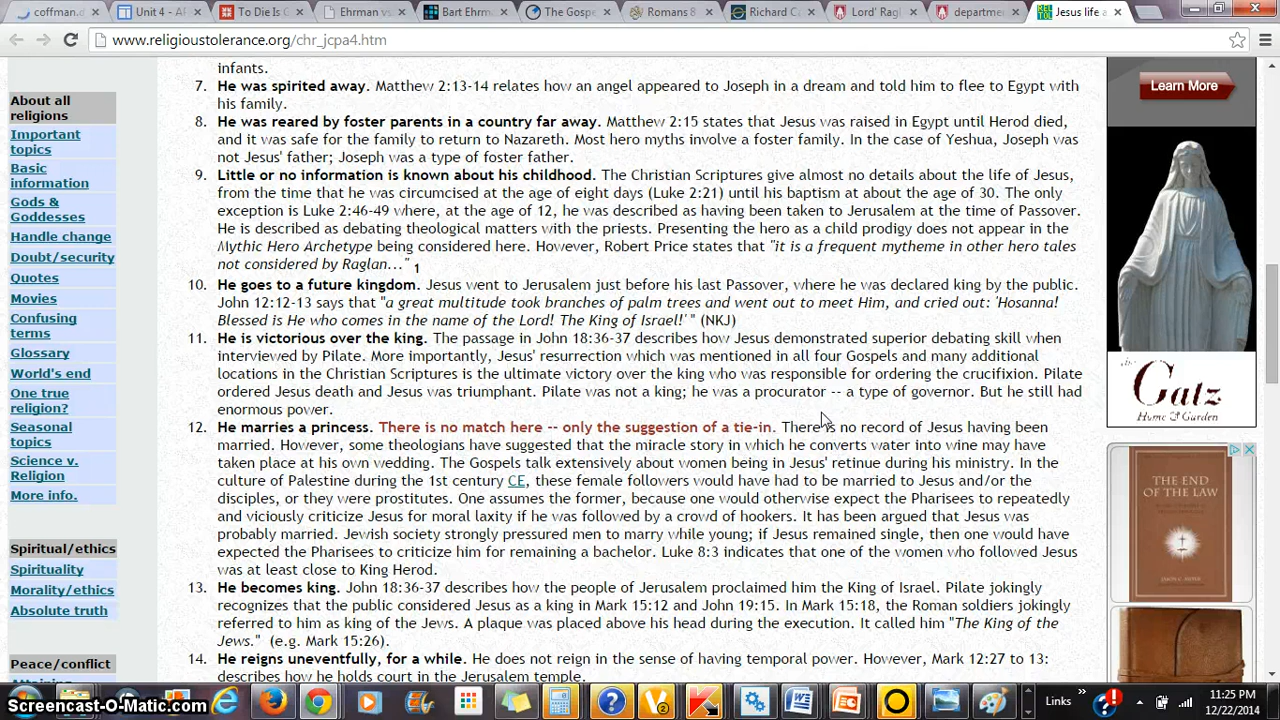 coffman.d
Unit 4 - AF
To Die Is G
Ehrman vs.
Bart Ehrm
The Gospe
Romans 8
Richard Ca
Lord' Ragl
departmen
Jesus life a
www.religioustolerance.org/chr_jcpa4.htm
About all
religions
Important
topics
Basic
information
Gods &
Goddesses
Handle change
Doubt/security
Quotes
Movies
Confusing
terms
Glossary
World's end
One true
religion?
Seasonal
topics
Science v.
Religion
More info.
Spiritual/ethics
Spirituality
Morality/ethics
Absolute truth
Peace/conflict
infants.
7. He was spirited away. Matthew 2:13-14 relates how an angel appeared to Joseph in a dream and told him to flee to Egypt with
his family.
8. He was reared by foster parents in a country far away. Matthew 2:15 states that Jesus was raised in Egypt until Herod died,
and it was safe for the family to return to Nazareth. Most hero myths involve a foster family. In the case of Yeshua, Joseph was
not Jesus' father; Joseph was a type of foster father.
9. Little or no information is known about his childhood. The Christian Scriptures give almost no details about the life of Jesus,
from the time that he was circumcised at the age of eight days (Luke 2:21) until his baptism at about the age of 30. The only
exception is Luke 2:46-49 where, at the age of 12, he was described as having been taken to Jerusalem at the time of Passover.
He is described as debating theological matters with the priests. Presenting the hero as a child prodigy does not appear in the
Mythic Hero Archetype being considered here. However, Robert Price states that "it is a frequent mytheme in other hero tales
not considered by Raglan..." 1
10. He goes to a future kingdom. Jesus went to Jerusalem just before his last Passover, where he was declared king by the public.
John 12:12-13 says that "a great multitude took branches of palm trees and went out to meet Him, and cried out: 'Hosanna!
Blessed is He who comes in the name of the Lord! The King of Israel!' " (NKJ)
11. He is victorious over the king. The passage in John 18:36-37 describes how Jesus demonstrated superior debating skill when
interviewed by Pilate. More importantly, Jesus' resurrection which was mentioned in all four Gospels and many additional
locations in the Christian Scriptures is the ultimate victory over the king who was responsible for ordering the crucifixion. Pilate
ordered Jesus death and Jesus was triumphant. Pilate was not a king; he was a procurator -- a type of governor. But he still had
enormous power.
12. He marries a princess. There is no match here -- only the suggestion of a tie-in. There is no record of Jesus having been
married. However, some theologians have suggested that the miracle story in which he converts water into wine may have
taken place at his own wedding. The Gospels talk extensively about women being in Jesus' retinue during his ministry. In the
culture of Palestine during the 1st century CE, these female followers would have had to be married to Jesus and/or the
disciples, or they were prostitutes. One assumes the former, because one would otherwise expect the Pharisees to repeatedly
and viciously criticize Jesus for moral laxity if he was followed by a crowd of hookers. It has been argued that Jesus was
probably married. Jewish society strongly pressured men to marry while young; if Jesus remained single, then one would have
expected the Pharisees to criticize him for remaining a bachelor. Luke 8:3 indicates that one of the women who followed Jesus
was at least close to King Herod.
13. He becomes king. John 18:36-37 describes how the people of Jerusalem proclaimed him the King of Israel. Pilate jokingly
recognizes that the public considered Jesus as a king in Mark 15:12 and John 19:15. In Mark 15:18, the Roman soldiers jokingly
referred to him as king of the Jews. A plaque was placed above his head during the execution. It called him "The King of the
Jews." (e.g. Mark 15:26).
14. He reigns uneventfully, for a while. He does not reign in the sense of having temporal power. However, Mark 12:27 to 13:
describes how he holds court in the Jerusalem temple.
Learn More
Gatz
Home & Garden
THE END
OF THE LAW
Screencast-O-Matic.com
Links
11:25 PM
12/22/2014